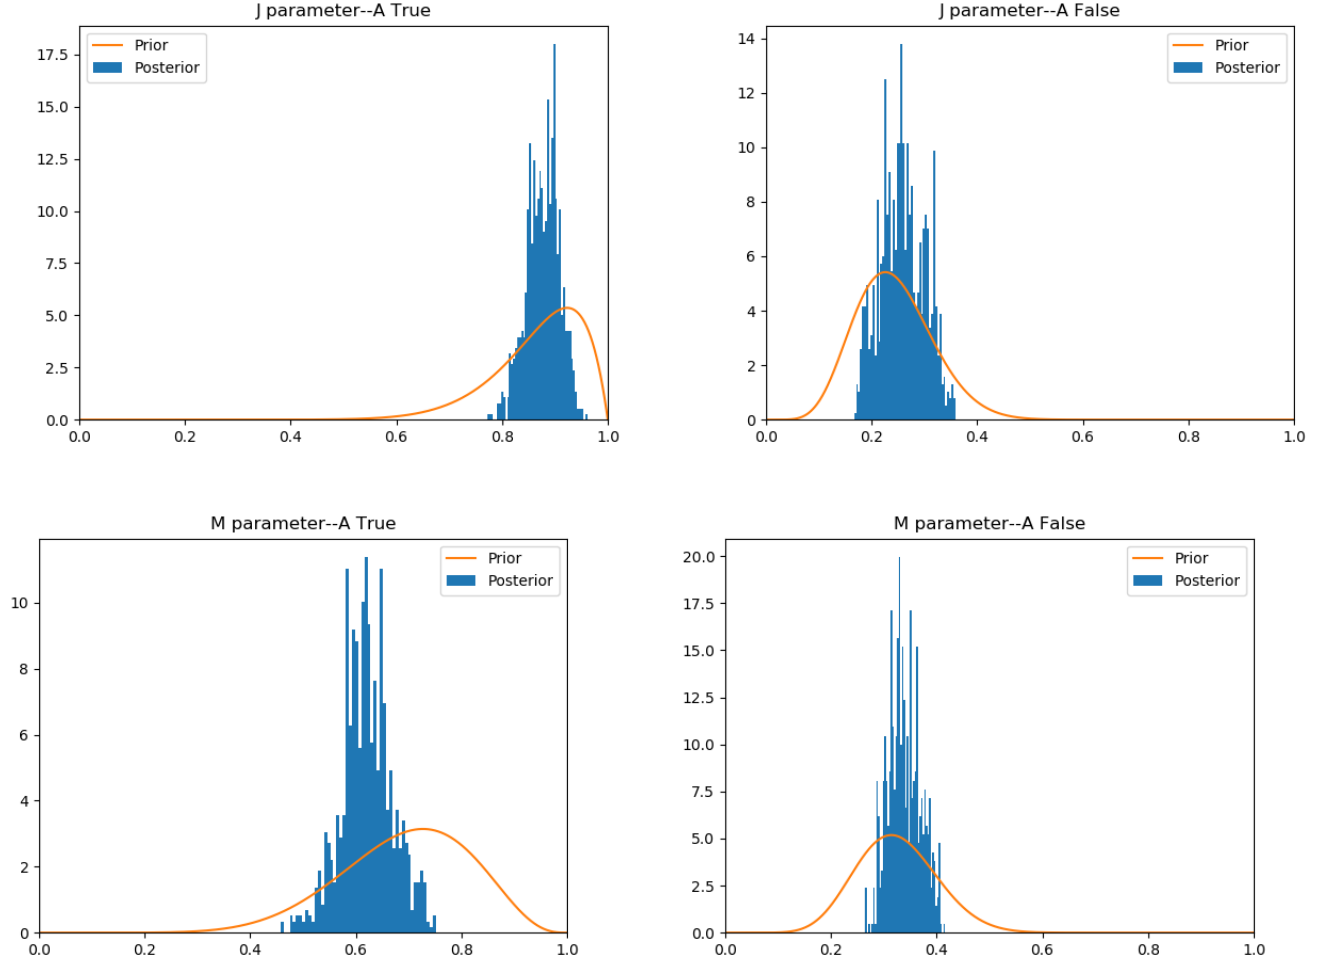 J parameter--A True
Prior
Posterior
17.5
15.0
12.5
10.0
7.5
5.0
2.5
0.0
0.0 0.2 0.4 0.6 0.8 1.0
J parameter--A False
Prior
Posterior
14
12
10
8
6
4
2
0
0.0 0.2 0.4 0.6 0.8 1.0
M parameter--A True
Prior
Posterior
10
8
6
4
2
0
0.0 0.2 0.4 0.6 0.8 1.0
M parameter--A False
Prior
Posterior
20.0
17.5
15.0
12.5
10.0
7.5
5.0
2.5
0.0
0.0 0.2 0.4 0.6 0.8 1.0